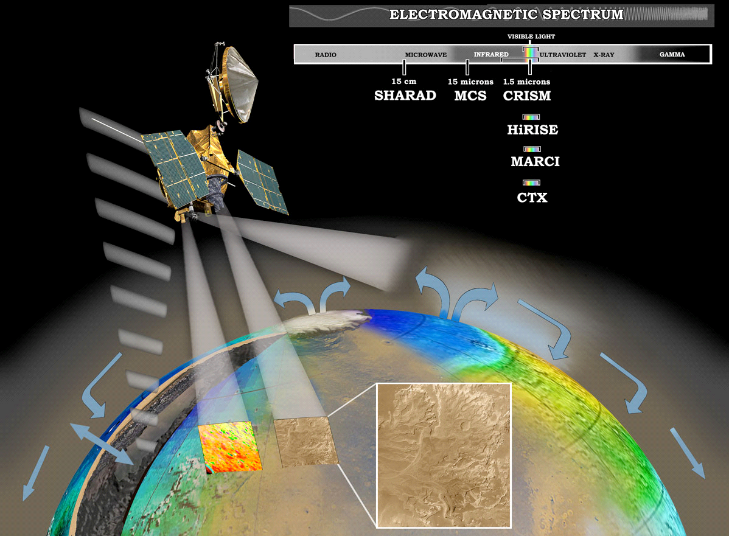 ELECTROMAGNETIC SPECTRUM
VISIBLE LIGHT
RADIO MICROWAVE INFRARED ULTRAVIOLET X-RAY GAMMA
15 cm 15 microns 1.5 microns
SHARAD MCS CRISM
HiRISE
MARCI
CTX